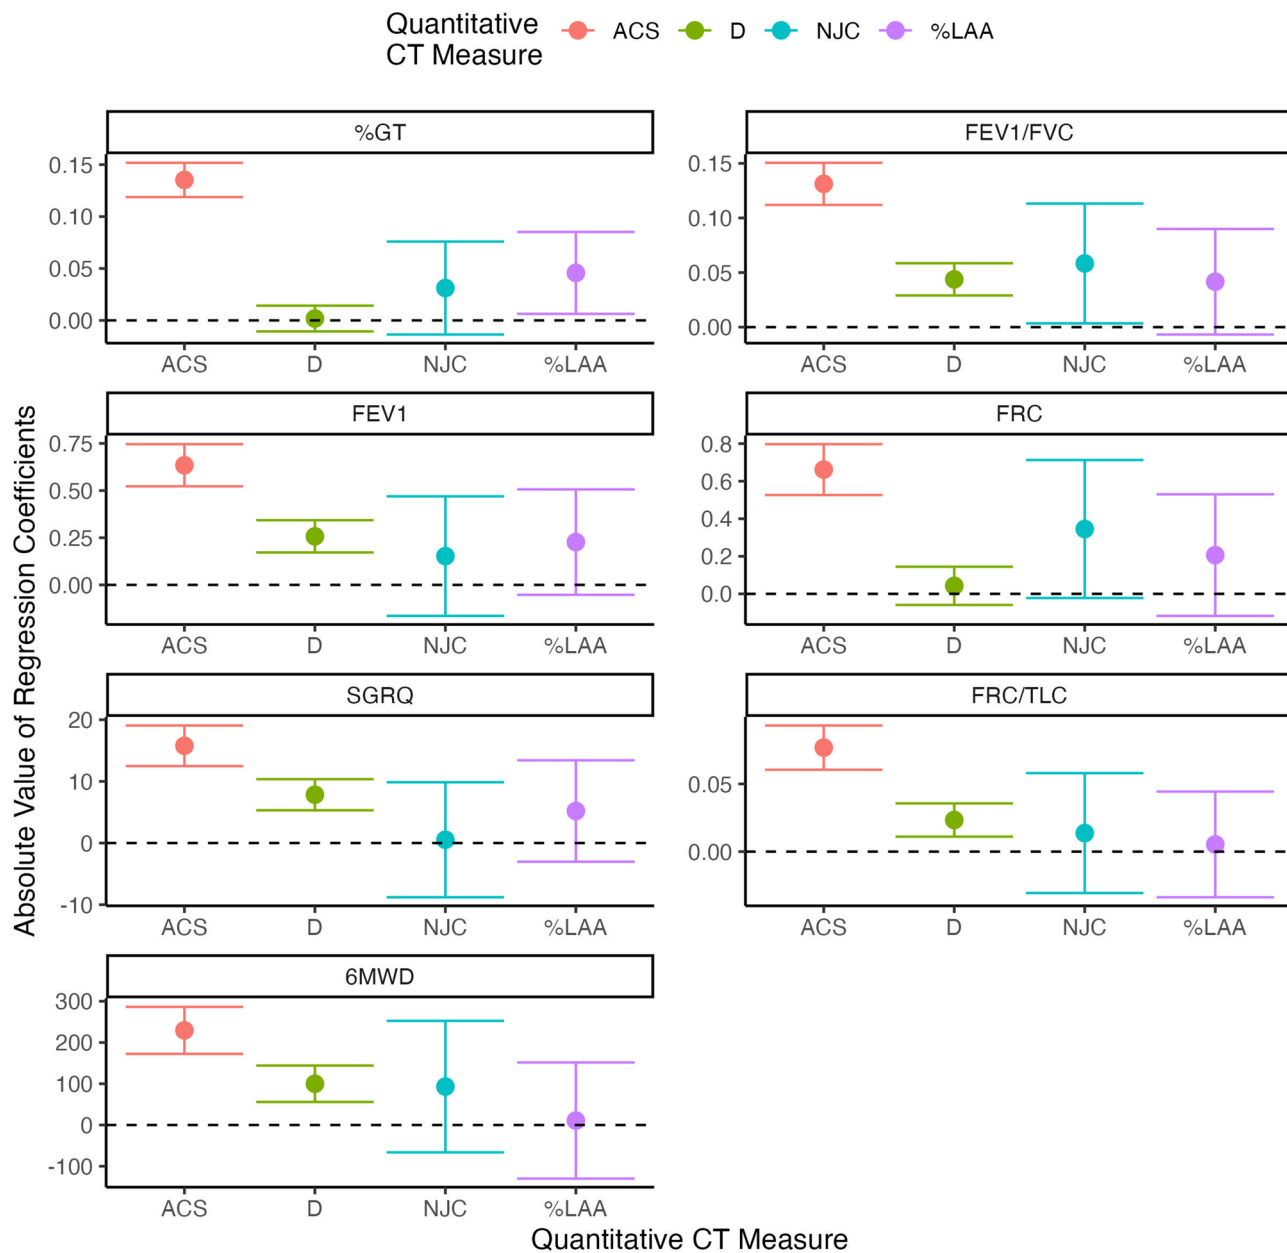 Quantitative
CT Measure
ACS D NJC %LAA
Absolute Value of Regression Coefficients
%GT
0.15
0.10
0.05
0.00
ACS D NJC %LAA
FEV1/FVC
0.15
0.10
0.05
0.00
ACS D NJC %LAA
FEV1
0.75
0.50
0.25
0.00
ACS D NJC %LAA
FRC
0.8
0.6
0.4
0.2
0.0
ACS D NJC %LAA
SGRQ
20
10
0
-10
ACS D NJC %LAA
FRC/TLC
0.05
0.00
ACS D NJC %LAA
6MWD
300
200
100
0
-100
ACS D NJC %LAA
Quantitative CT Measure